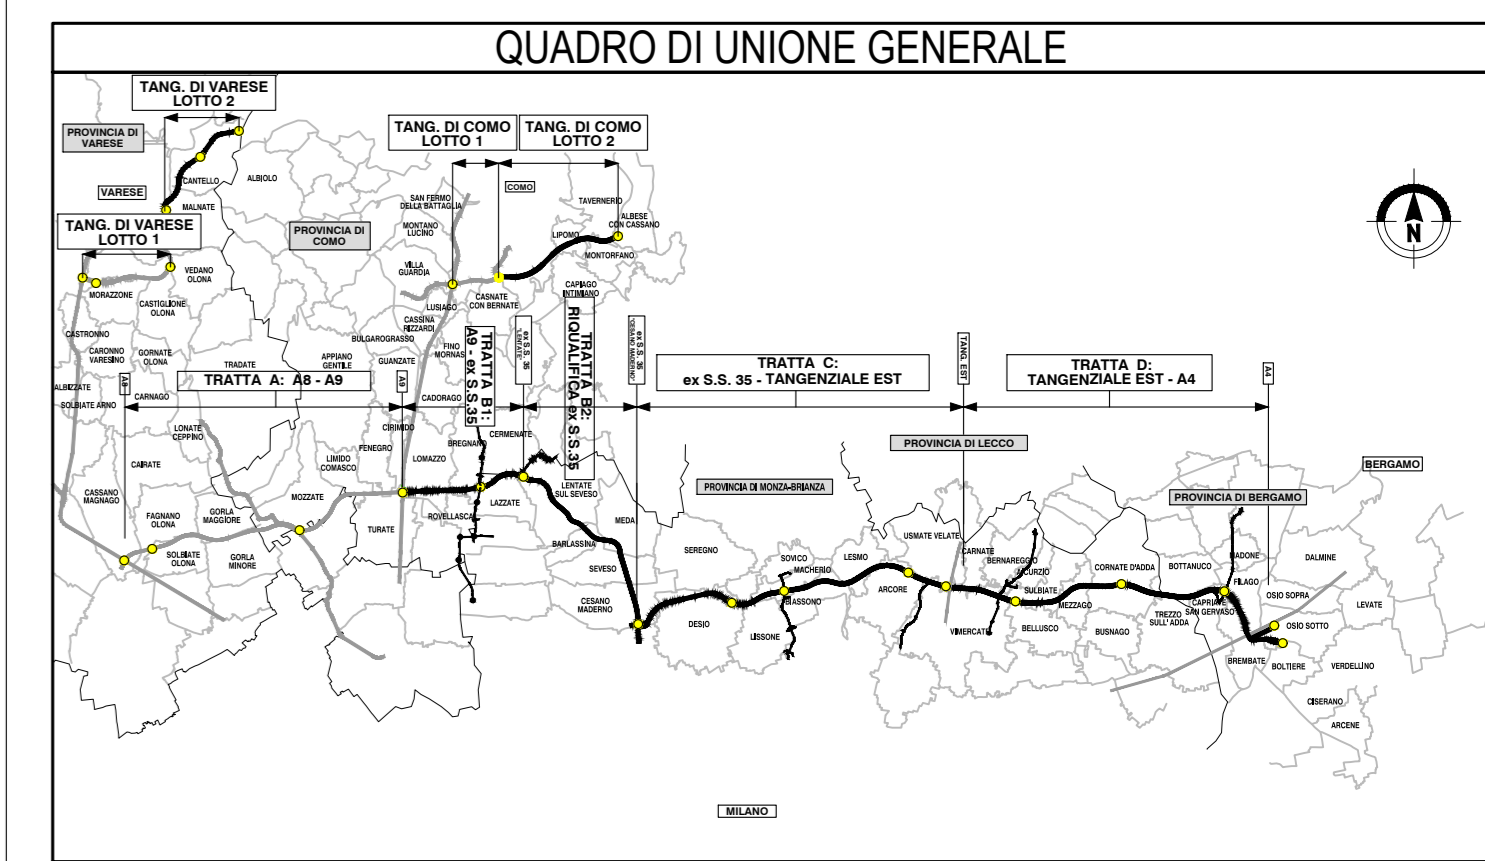 QUADRO DI UNIONE GENERALE
TANG. DI VARESE
LOTTO 2
PROVINCIA DI
VARESE
TANG. DI COMO
LOTTO 1
TANG. DI COMO
LOTTO 2
CANTELLO
ALBIOLO
VARESE
MALNATE
COMO
SAN FERMO
DELLA BATTAGLIA
TAVERNERIO
ALBESE
CON CASSANO
TANG. DI VARESE
LOTTO 1
PROVINCIA DI
COMO
MONTANO
LUCINO
LIPOMO
MONTORFANO
N
VILLA
GUARDIA
VEDANO
OLONA
MORAZZONE
CASTIGLIONE
OLONA
LUISAGO
CASNATE
CON BERNATE
CAPIAGO
INTIMIANO
CASTRONNO
CARONNO
VARESINO
GORNATE
OLONA
TRADATE
APPIANO
GENTILE
BULGAROGRASSO
CASSINA
RIZZARDI
GUANZATE
FINO
MORNAS
TRATTA B1:
A9 - ex S.S.35
ex S.S. 35
"LENTATE"
TRATTA B2:
RIQUALIFICA ex S.S.35
ex S.S. 35
"CESANO MADERNO"
TRATTA C:
ex S.S. 35 - TANGENZIALE EST
TANG. EST
TRATTA D:
TANGENZIALE EST - A4
A4
ALBIZZATE
SOLBIATE ARNO
A8
CARNAGO
TRATTA A: A8 - A9
A9
CADORAGO
LONATE
CEPPINO
CIRIMIDO
FENEGRO
LOMAZZO
BREGNANO
CERMENATE
CAIRATE
LIMIDO
COMASCO
PROVINCIA DI LECCO
BERGAMO
CASSANO
MAGNAGO
MOZZATE
LAZZATE
LENTATE
SUL SEVESO
PROVINCIA DI MONZA-BRIANZA
PROVINCIA DI BERGAMO
FAGNANO
OLONA
GORLA
MAGGIORE
TURATE
ROVELLASCA
MEDA
SOLBIATE
OLONA
GORLA
MINORE
BARLASSINA
SEVESO
SEREGNO
SOVICO
MACHERIO
LESMO
USMATE VELATE
CARNATE
BERNAREGGIO
AICURZIO
CORNATE D'ADDA
BOTTANUCO
MADONE
DALMINE
CESANO
MADERNO
BIASSONO
ARCORE
SULBIATE
MEZZAGO
FILAGO
CAPRIATE
SAN GERVASO
OSIO SOPRA
LEVATE
DESIO
LISSONE
VIMERCATE
BELLUSCO
BUSNAGO
TREZZO
SULL'ADDA
OSIO SOTTO
BREMBATE
BOLTIERE
VERDELLINO
CISERANO
ARCENE
MILANO